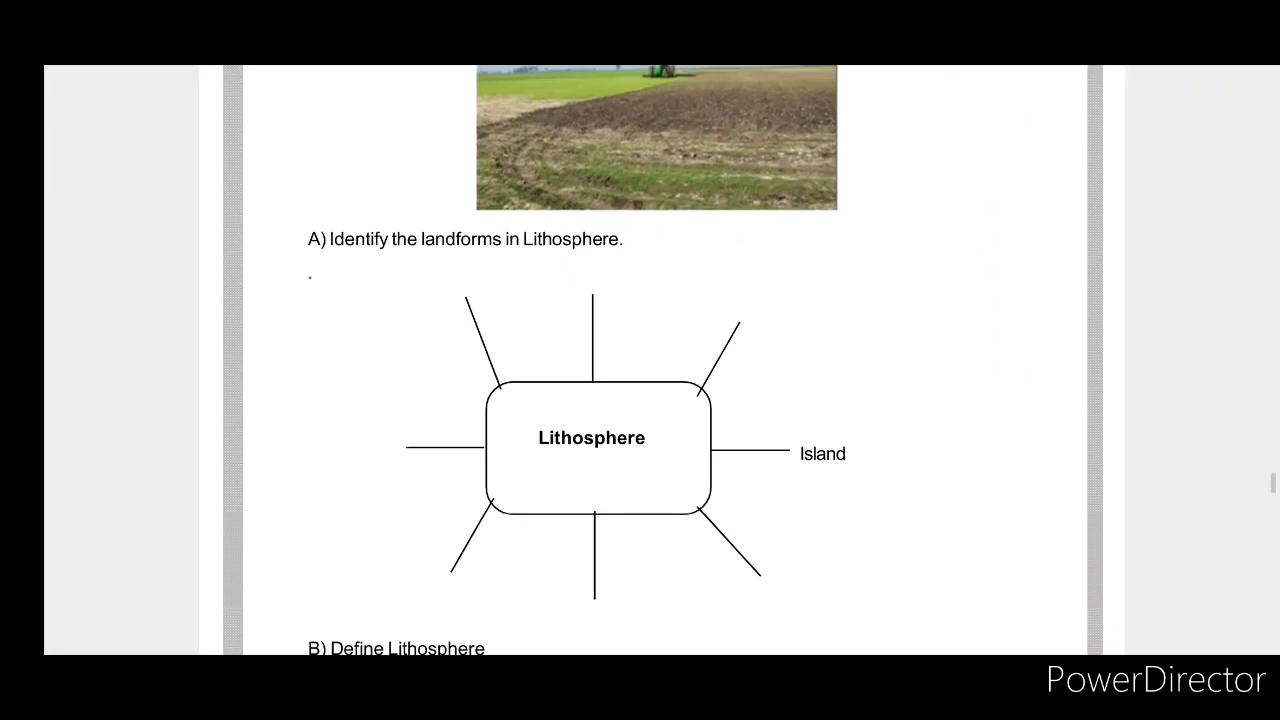 A) Identify the landforms in Lithosphere.
Lithosphere
Island
B) Define Lithosphere
PowerDirector